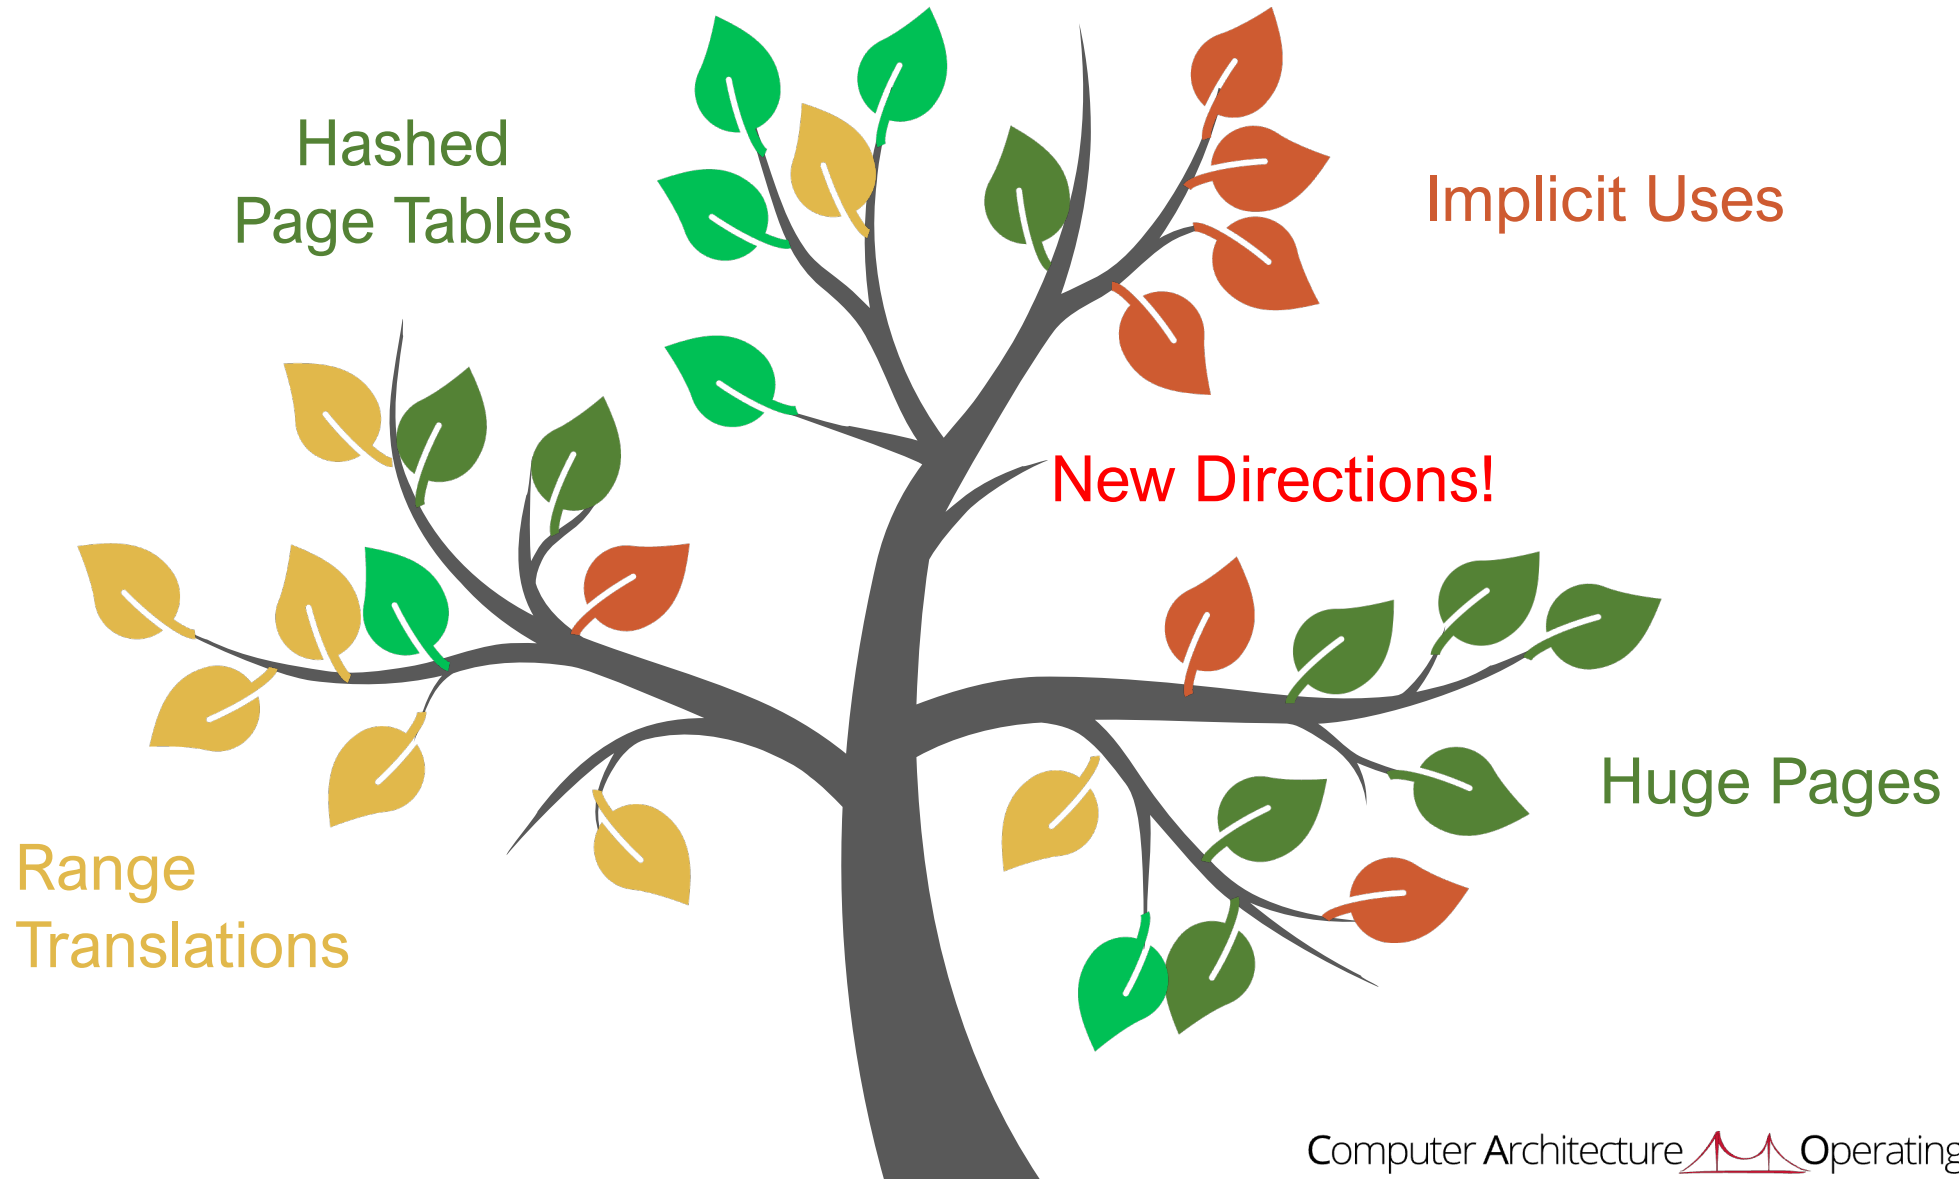 Hashed
Page Tables
Implicit Uses
New Directions!
Huge Pages
Range
Translations
Computer Architecture Operating